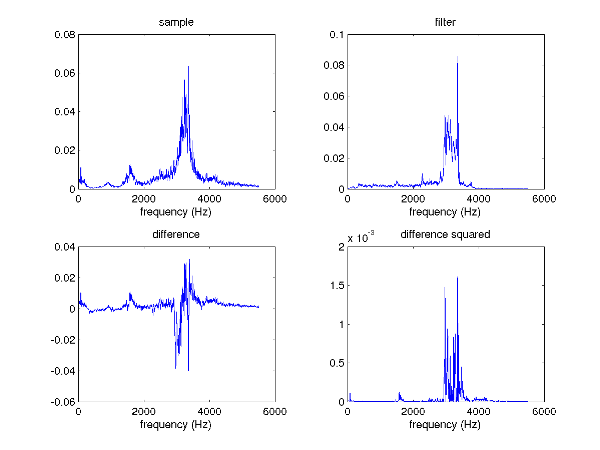 sample
0.08
0.06
0.04
0.02
0
0 2000 4000 6000
frequency (Hz)
filter
0.1
0.08
0.06
0.04
0.02
0
0 2000 4000 6000
frequency (Hz)
difference
0.04
0.02
0
-0.02
-0.04
-0.06
0 2000 4000 6000
frequency (Hz)
difference squared
x 10^-3
2
1.5
1
0.5
0
0 2000 4000 6000
frequency (Hz)